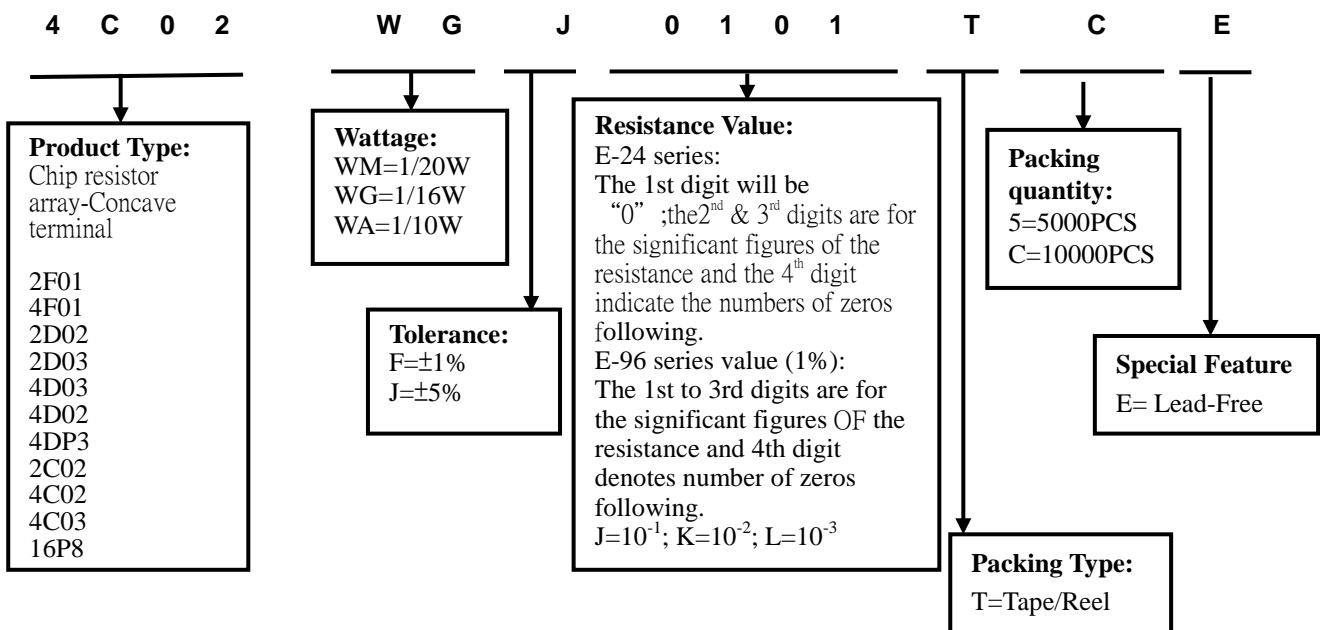 4 C 0 2 W G J 0 1 0 1 T C E
Product Type:
Chip resistor
array-Concave
terminal
2F01
4F01
2D02
2D03
4D03
4D02
4DP3
2C02
4C02
4C03
16P8
Wattage:
WM=1/20W
WG=1/16W
WA=1/10W
Tolerance:
F=±1%
J=±5%
Resistance Value:
E-24 series:
The 1st digit will be
“0” ;the2nd & 3rd digits are for
the significant figures of the
resistance and the 4th digit
indicate the numbers of zeros
following.
E-96 series value (1%):
The 1st to 3rd digits are for
the significant figures OF the
resistance and 4th digit
denotes number of zeros
following.
J=10-1; K=10-2; L=10-3
Packing
quantity:
5=5000PCS
C=10000PCS
Special Feature
E= Lead-Free
Packing Type:
T=Tape/Reel